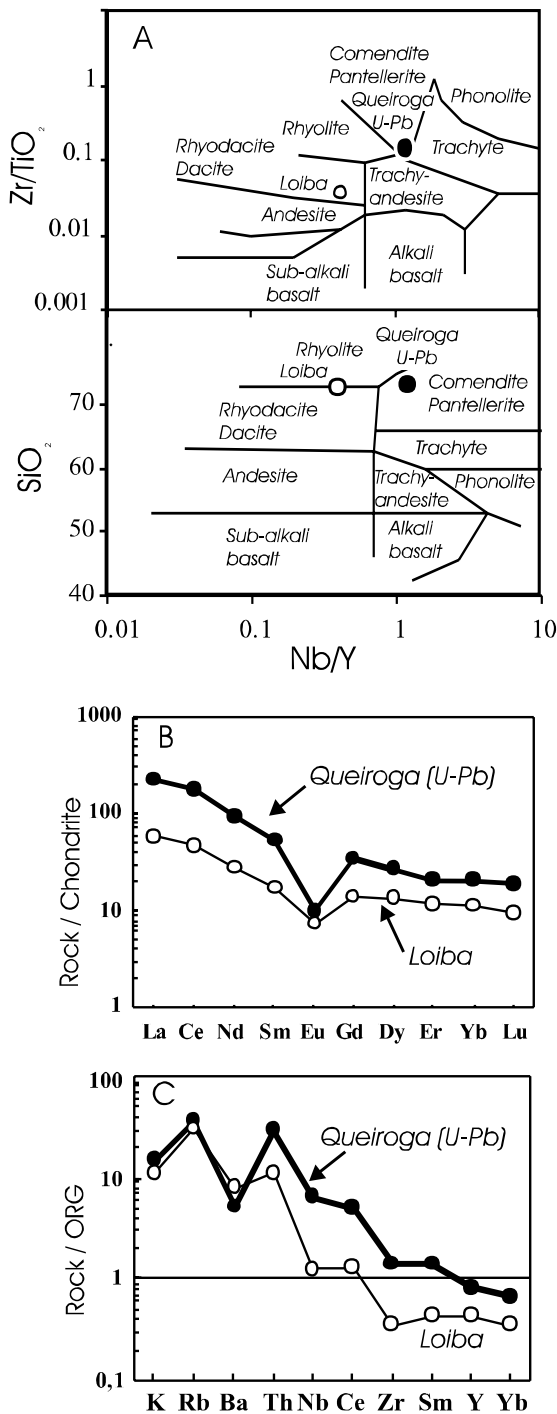 A
Zr/TiO2
1
0.1
0.01
0.001
Comendite
Pantellerite
Queiroga
U-Pb
Phonolite
Rhyolite
Trachyte
Rhyodacite
Dacite
Loiba
Trachy-
andesite
Andesite
Sub-alkali
basalt
Alkali
basalt
SiO2
70
60
50
40
Rhyolite
Loiba
Queiroga
U-Pb
Comendite
Pantellerite
Rhyodacite
Dacite
Trachyte
Andesite
Trachy-
andesite
Phonolite
Sub-alkali
basalt
Alkali
basalt
0.01 0.1 1 10
Nb/Y
B
Rock / Chondrite
1000
100
10
1
Queiroga (U-Pb)
Loiba
La Ce Nd Sm Eu Gd Dy Er Yb Lu
C
Rock / ORG
100
10
1
0,1
Queiroga (U-Pb)
Loiba
K Rb Ba Th Nb Ce Zr Sm Y Yb